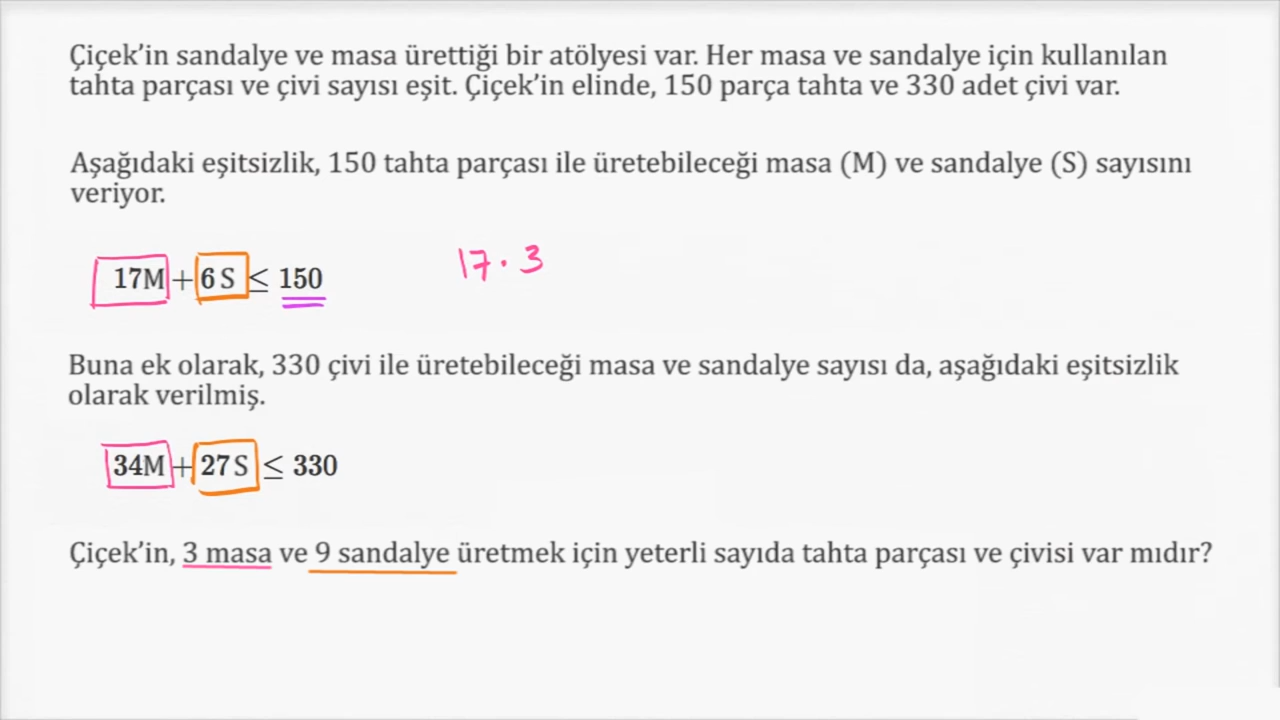 Çiçek’in sandalye ve masa ürettiği bir atölyesi var. Her masa ve sandalye için kullanılan
tahta parçası ve çivi sayısı eşit. Çiçek’in elinde, 150 parça tahta ve 330 adet çivi var.
Aşağıdaki eşitsizlik, 150 tahta parçası ile üretebileceği masa (M) ve sandalye (S) sayısını
veriyor.
17M + 6 S ≤ 150
17 · 3
Buna ek olarak, 330 çivi ile üretebileceği masa ve sandalye sayısı da, aşağıdaki eşitsizlik
olarak verilmiş.
34M + 27 S ≤ 330
Çiçek’in, 3 masa ve 9 sandalye üretmek için yeterli sayıda tahta parçası ve çivisi var mıdır?